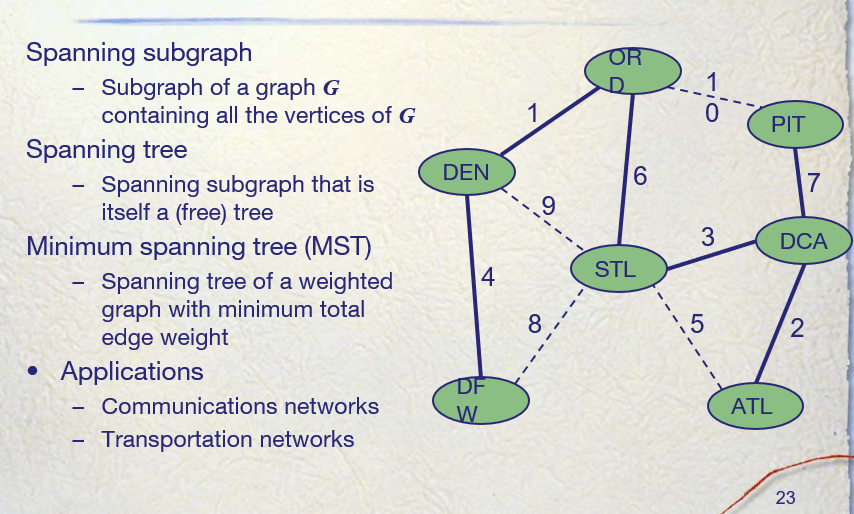 Spanning subgraph
– Subgraph of a graph G
containing all the vertices of G
Spanning tree
– Spanning subgraph that is
itself a (free) tree
Minimum spanning tree (MST)
– Spanning tree of a weighted
graph with minimum total
edge weight
• Applications
– Communications networks
– Transportation networks
OR
D
1
0
PIT
1
DEN
6
7
9
DCA
3
STL
4
8
5
2
DF
W
ATL
23